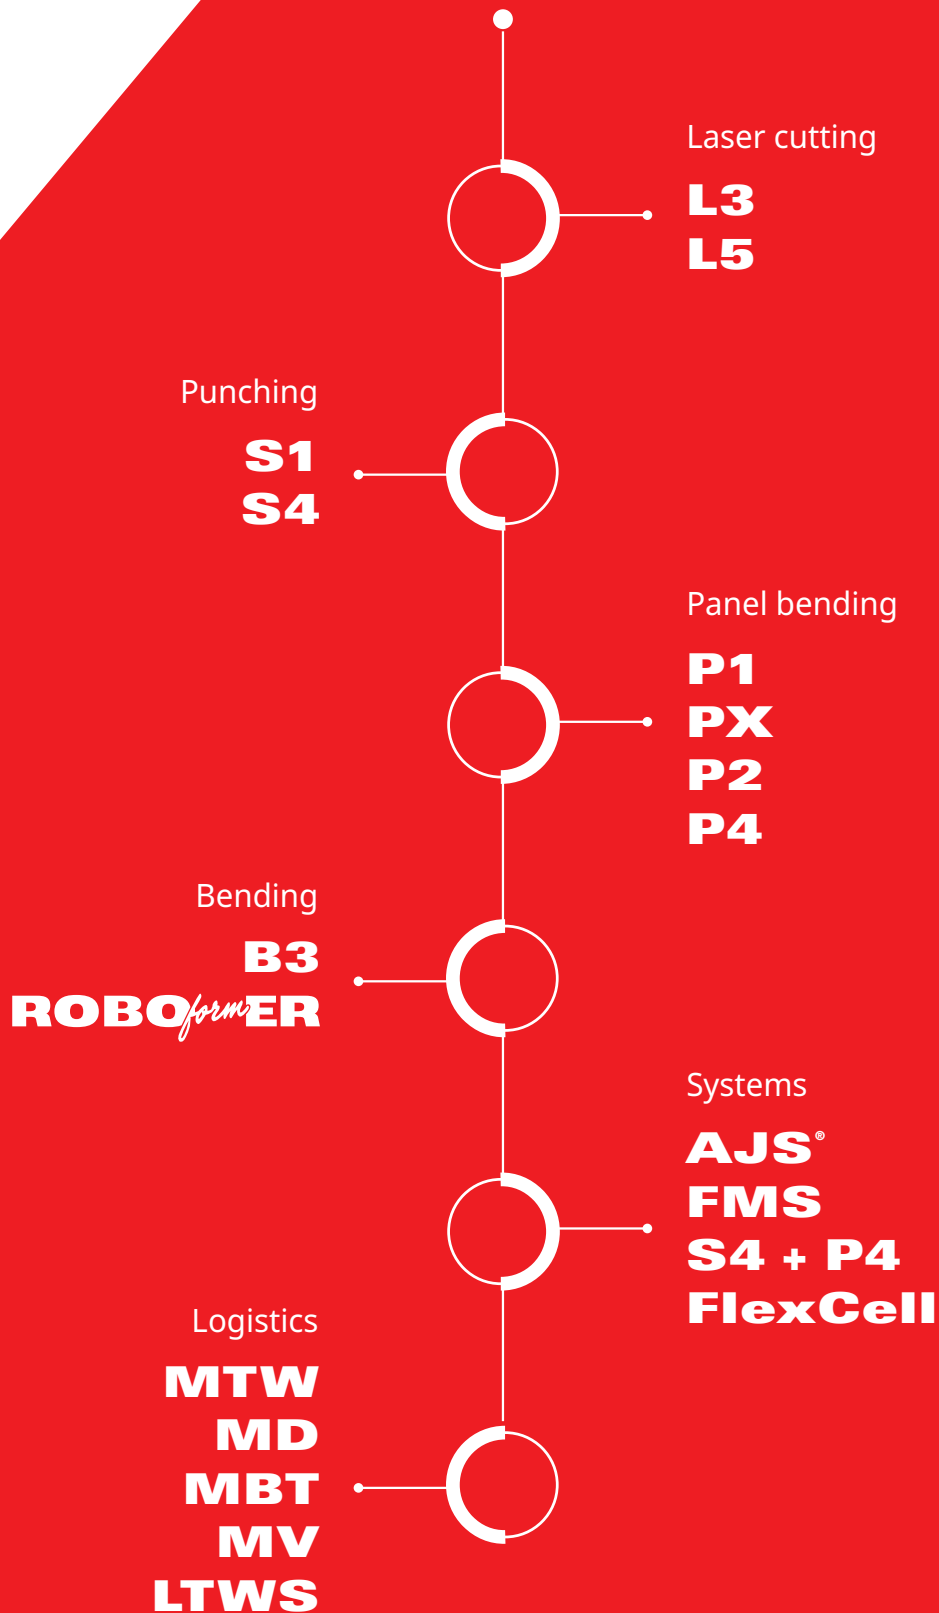 Laser cutting
L3
L5
Punching
S1
S4
Panel bending
P1
PX
P2
P4
Bending
B3
ROBOformER
Systems
AJS®
FMS
S4 + P4
FlexCell
Logistics
MTW
MD
MBT
MV
LTWS